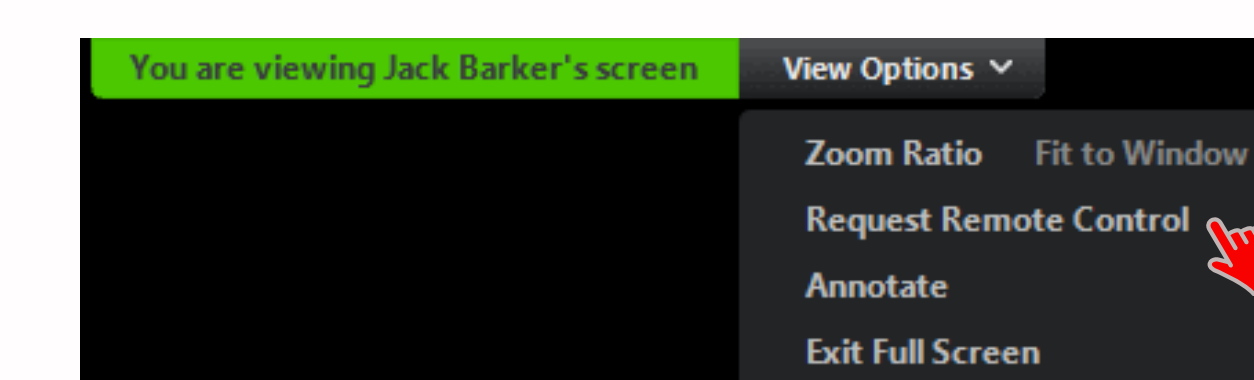 You are viewing Jack Barker's screen View Options
Zoom Ratio Fit to Window
Request Remote Control
Annotate
Exit Full Screen